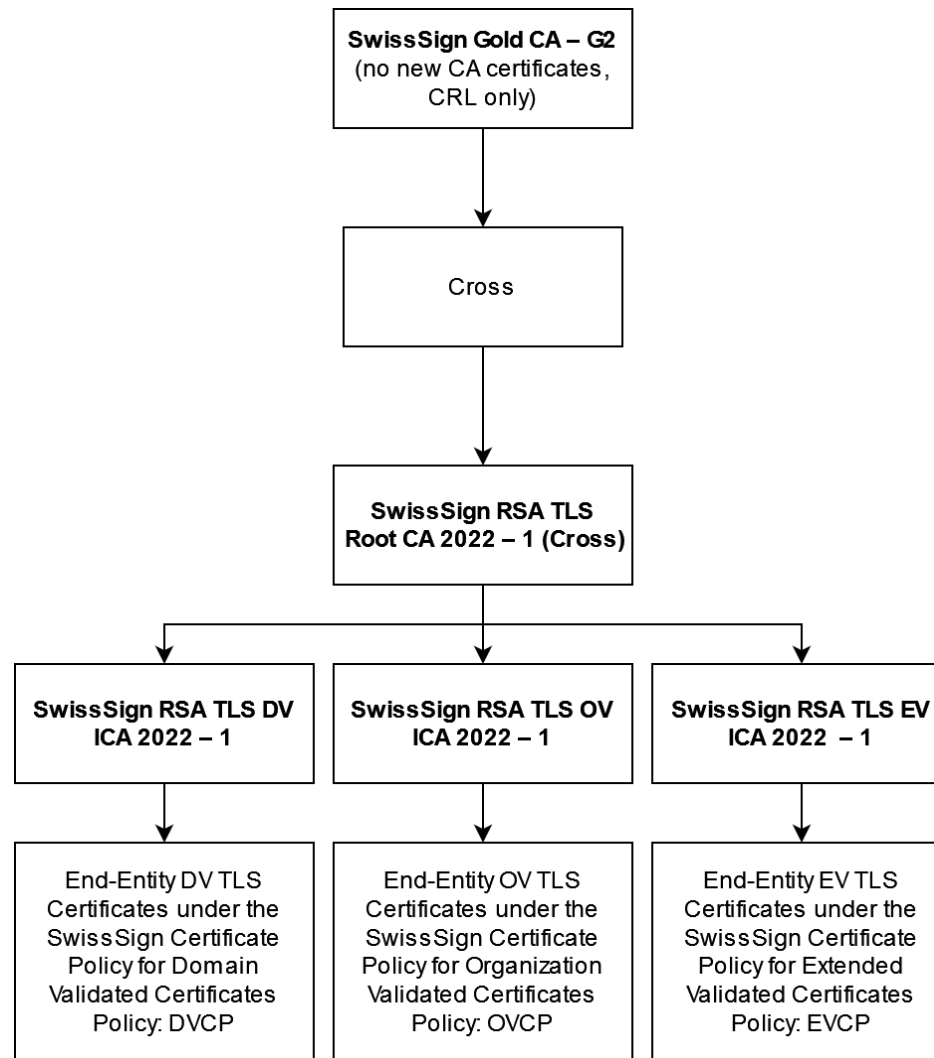 SwissSign Gold CA – G2
(no new CA certificates,
CRL only)
Cross
SwissSign RSA TLS
Root CA 2022 – 1 (Cross)
SwissSign RSA TLS DV
ICA 2022 – 1
SwissSign RSA TLS OV
ICA 2022 – 1
SwissSign RSA TLS EV
ICA 2022 – 1
End-Entity DV TLS
Certificates under the
SwissSign Certificate
Policy for Domain
Validated Certificates
Policy: DVCP
End-Entity OV TLS
Certificates under the
SwissSign Certificate
Policy for Organization
Validated Certificates
Policy: OVCP
End-Entity EV TLS
Certificates under the
SwissSign Certificate
Policy for Extended
Validated Certificates
Policy: EVCP